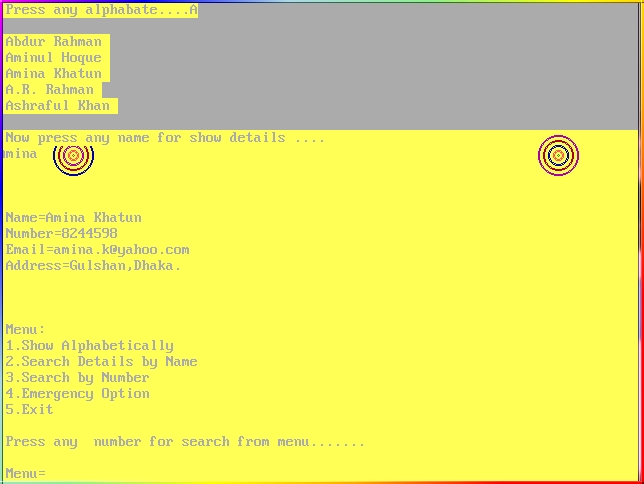 Press any alphabate....A
Abdur Rahman
Aminul Hoque
Amina Khatun
A.R. Rahman
Ashraful Khan
Now press any name for show details ....
mina
Name=Amina Khatun
Number=8244598
Email=amina.k@yahoo.com
Address=Gulshan,Dhaka.
Menu:
1.Show Alphabetically
2.Search Details by Name
3.Search by Number
4.Emergency Option
5.Exit
Press any  number for search from menu.......
Menu=